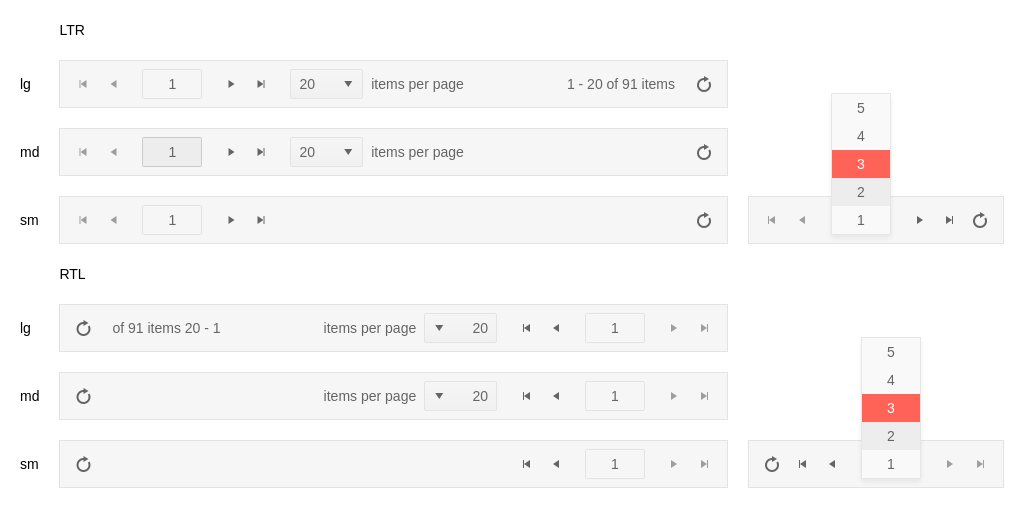 LTR
lg 1 20 items per page 1 - 20 of 91 items
md 1 20 items per page
sm 1
5
4
3
2
1
RTL
lg of 91 items 20 - 1 items per page 20 1
md items per page 20 1
sm 1
5
4
3
2
1